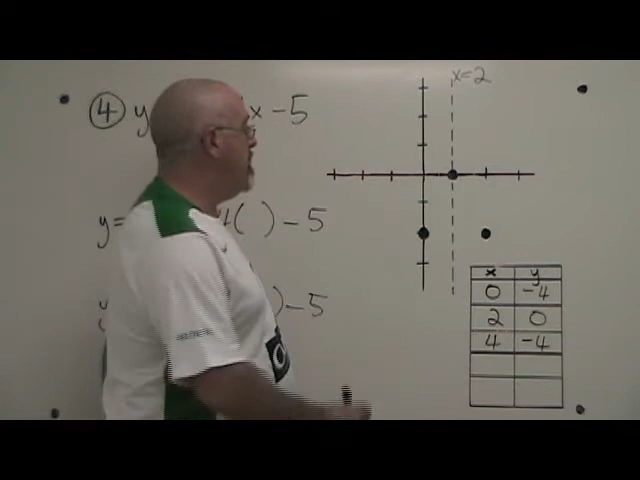 x=2
④ y x - 5
y= 4( ) - 5
y ) - 5
x y
0 -4
2 0
4 -4